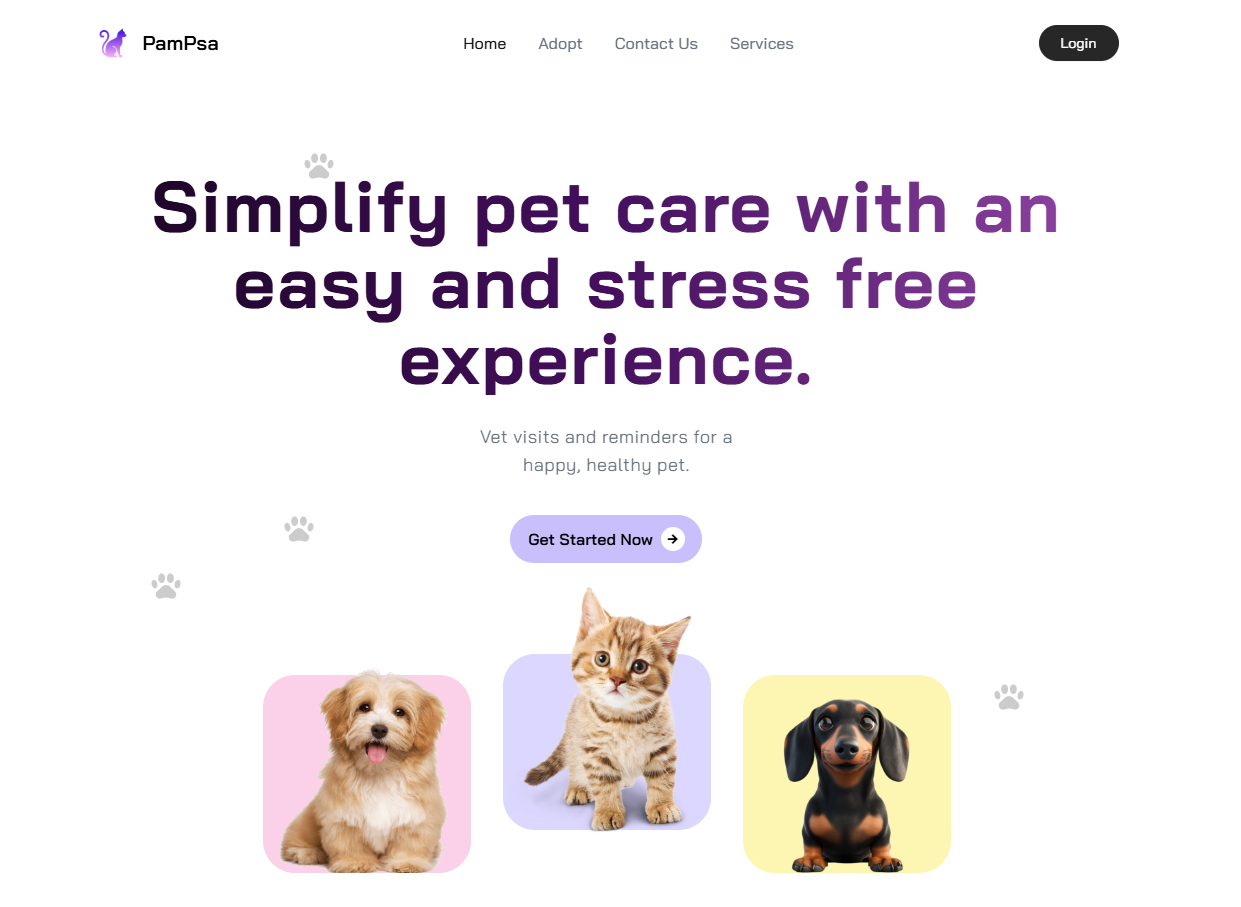 PamPsa
Home
Adopt
Contact Us
Services
Login
Simplify pet care with an
easy and stress free
experience.
Vet visits and reminders for a
happy, healthy pet.
Get Started Now